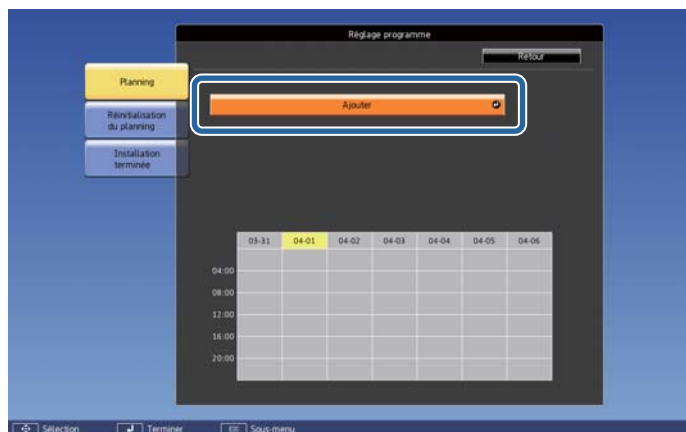 Réglage programme
Retour
Planning
Ajouter
Réinitialisation
du planning
Installation
terminée
03-31 04-01 04-02 04-03 04-04 04-05 04-06
04:00
08:00
12:00
16:00
20:00
Sélection Terminer Sous-menu